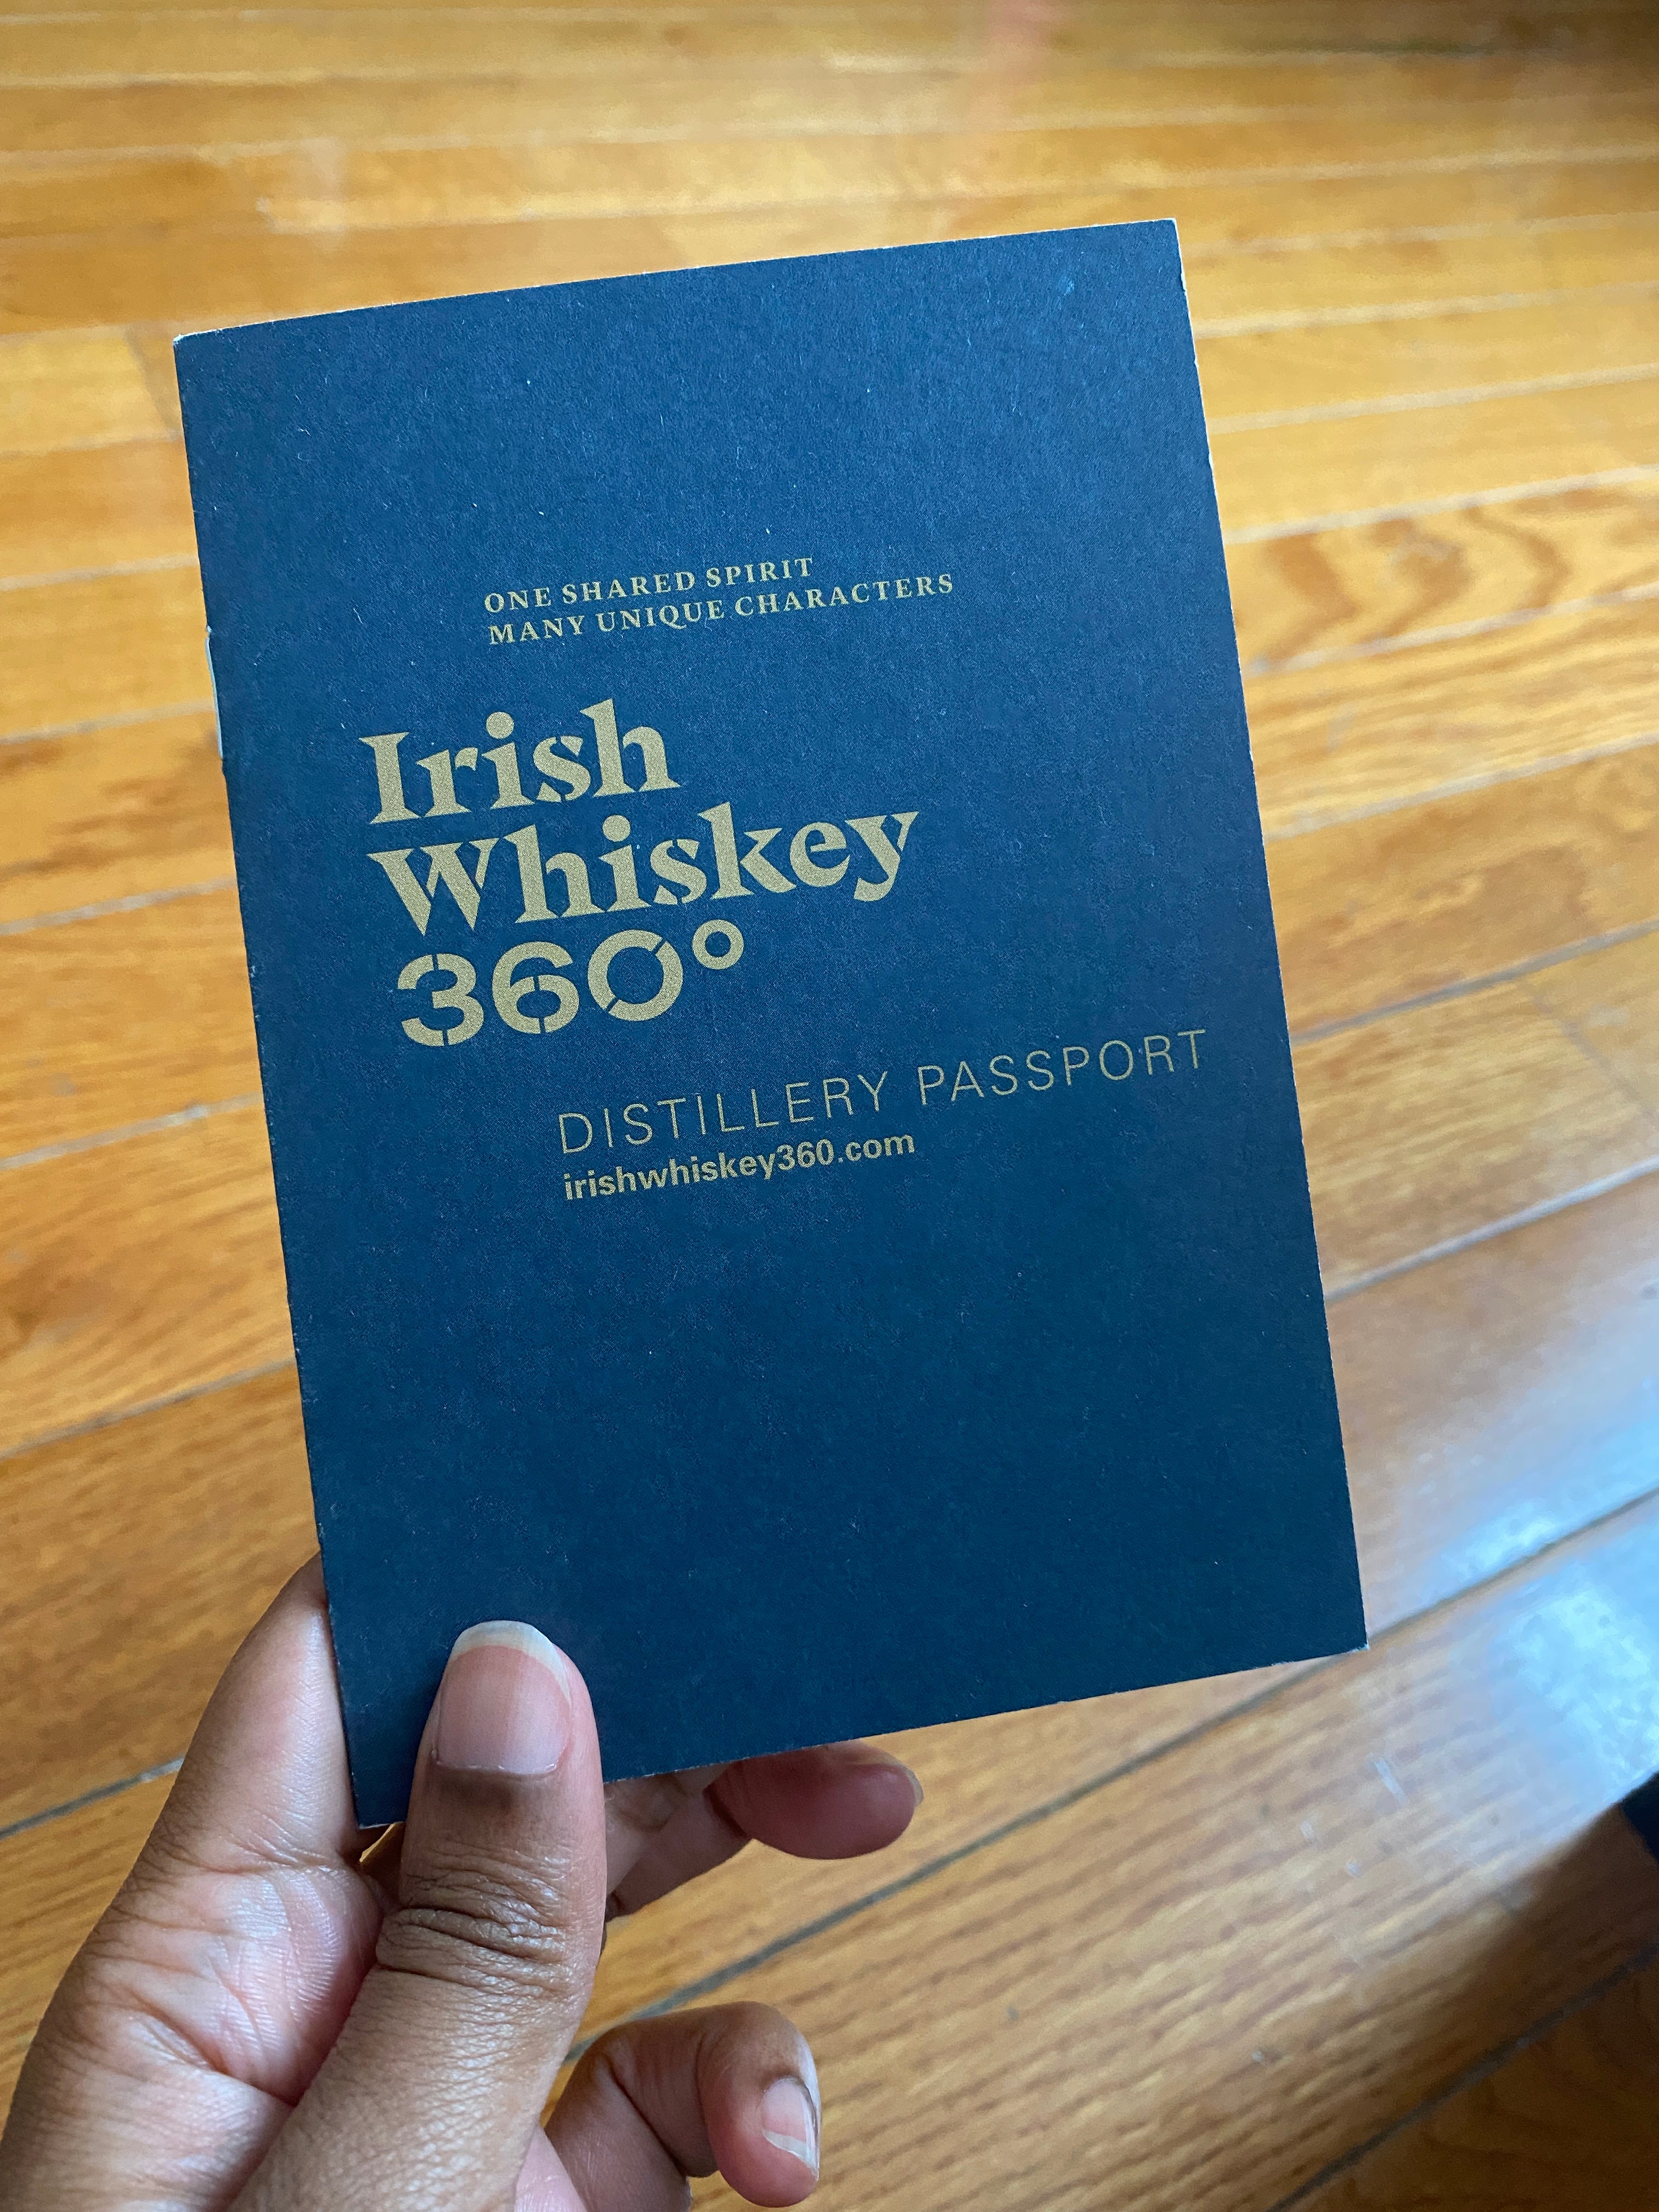 ONE SHARED SPIRIT
MANY UNIQUE CHARACTERS
Irish
Whiskey
360°
DISTILLERY PASSPORT
irishwhiskey360.com